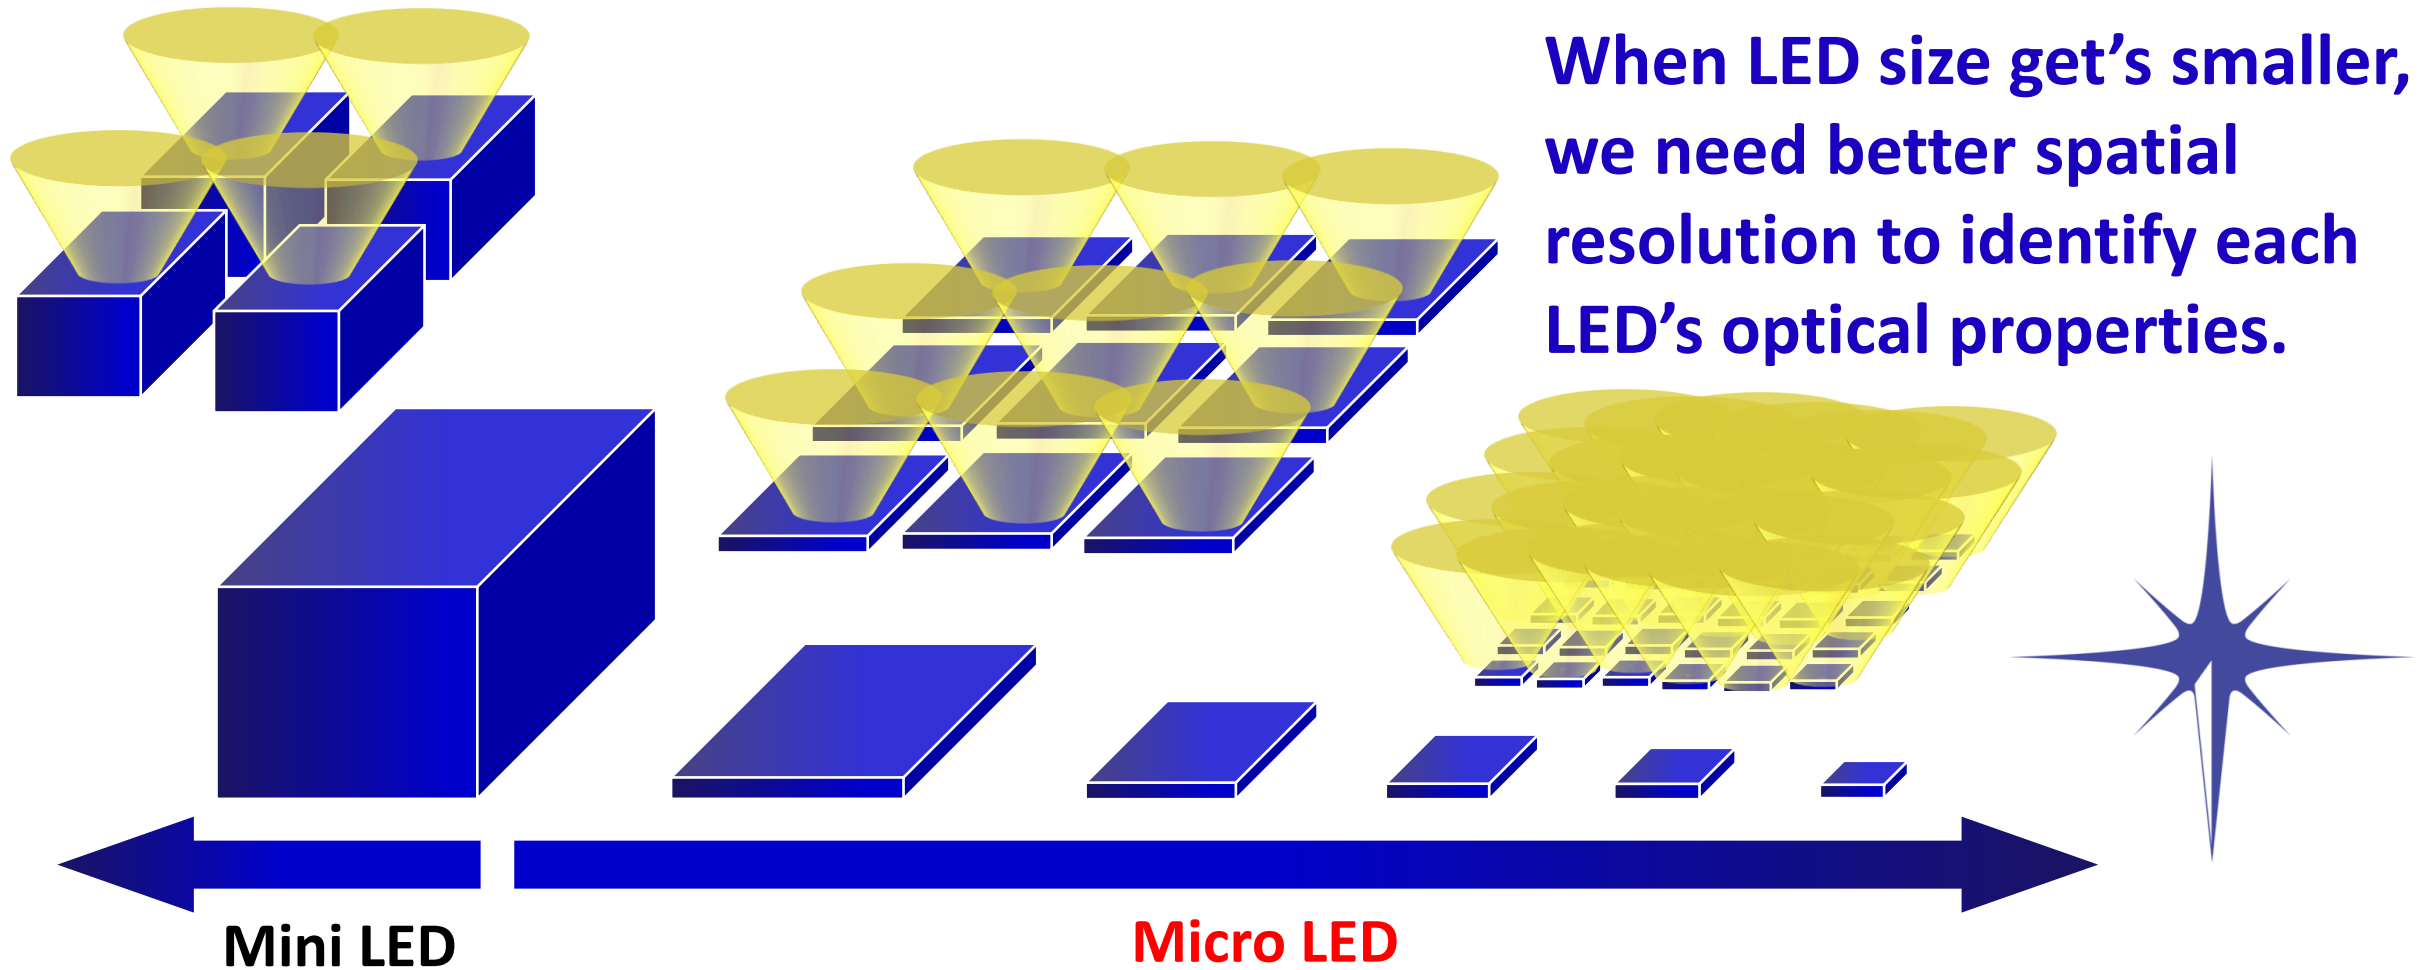 When LED size get’s smaller,
we need better spatial
resolution to identify each
LED’s optical properties.
Mini LED
Micro LED